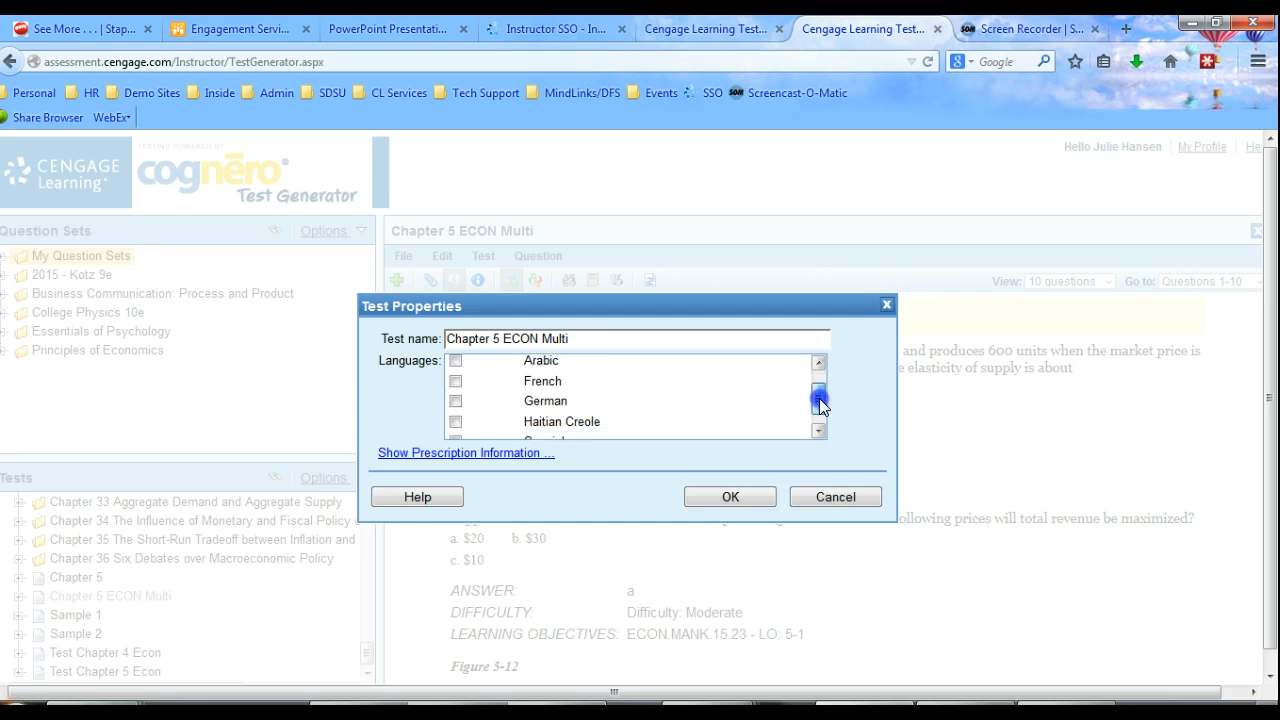 See More . . . | Stap...
Engagement Servi...
PowerPoint Presentati...
Instructor SSO - In...
Cengage Learning Test...
Cengage Learning Test...
Screen Recorder | S...
assessment.cengage.com/Instructor/TestGenerator.aspx
Google
Personal HR Demo Sites Inside Admin SDSU CL Services Tech Support MindLinks/DFS Events SSO Screencast-O-Matic
Share Browser WebEx
CENGAGE
Learning
TESTING POWERED BY
cognēro
Test Generator
Hello Julie Hansen My Profile He
Question Sets Options
My Question Sets
2015 - Kotz 9e
Business Communication: Process and Product
College Physics 10e
Essentials of Psychology
Principles of Economics
Tests Options
Chapter 33 Aggregate Demand and Aggregate Supply
Chapter 34 The Influence of Monetary and Fiscal Policy
Chapter 35 The Short-Run Tradeoff between Inflation and
Chapter 36 Six Debates over Macroeconomic Policy
Chapter 5
Chapter 5 ECON Multi
Sample 1
Sample 2
Test Chapter 4 Econ
Test Chapter 5 Econ
Chapter 5 ECON Multi
File Edit Test Question
View: 10 questions Go to: Questions 1-10
and produces 600 units when the market price is
e elasticity of supply is about
Test Properties
Test name: Chapter 5 ECON Multi
Languages:
Arabic
French
German
Haitian Creole
Show Prescription Information ...
Help OK Cancel
ollowing prices will total revenue be maximized?
a. $20 b. $30
c. $10
ANSWER: a
DIFFICULTY: Difficulty: Moderate
LEARNING OBJECTIVES: ECON.MANK.15.23 - LO: 5-1
Figure 5-12